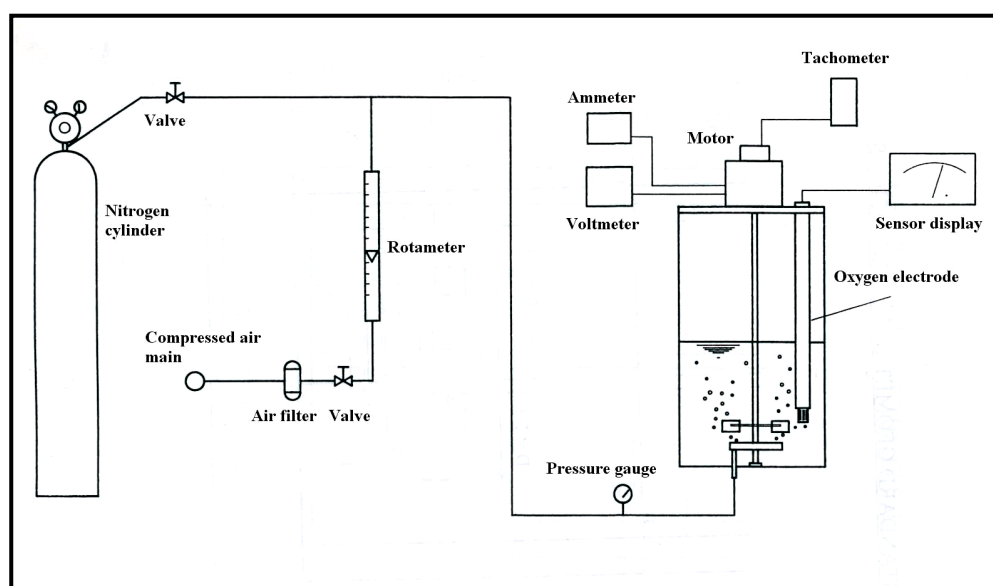 Tachometer
Ammeter
Valve
Motor
Nitrogen
cylinder
Voltmeter
Sensor display
Rotameter
Oxygen electrode
Compressed air
main
Air filter
Valve
Pressure gauge